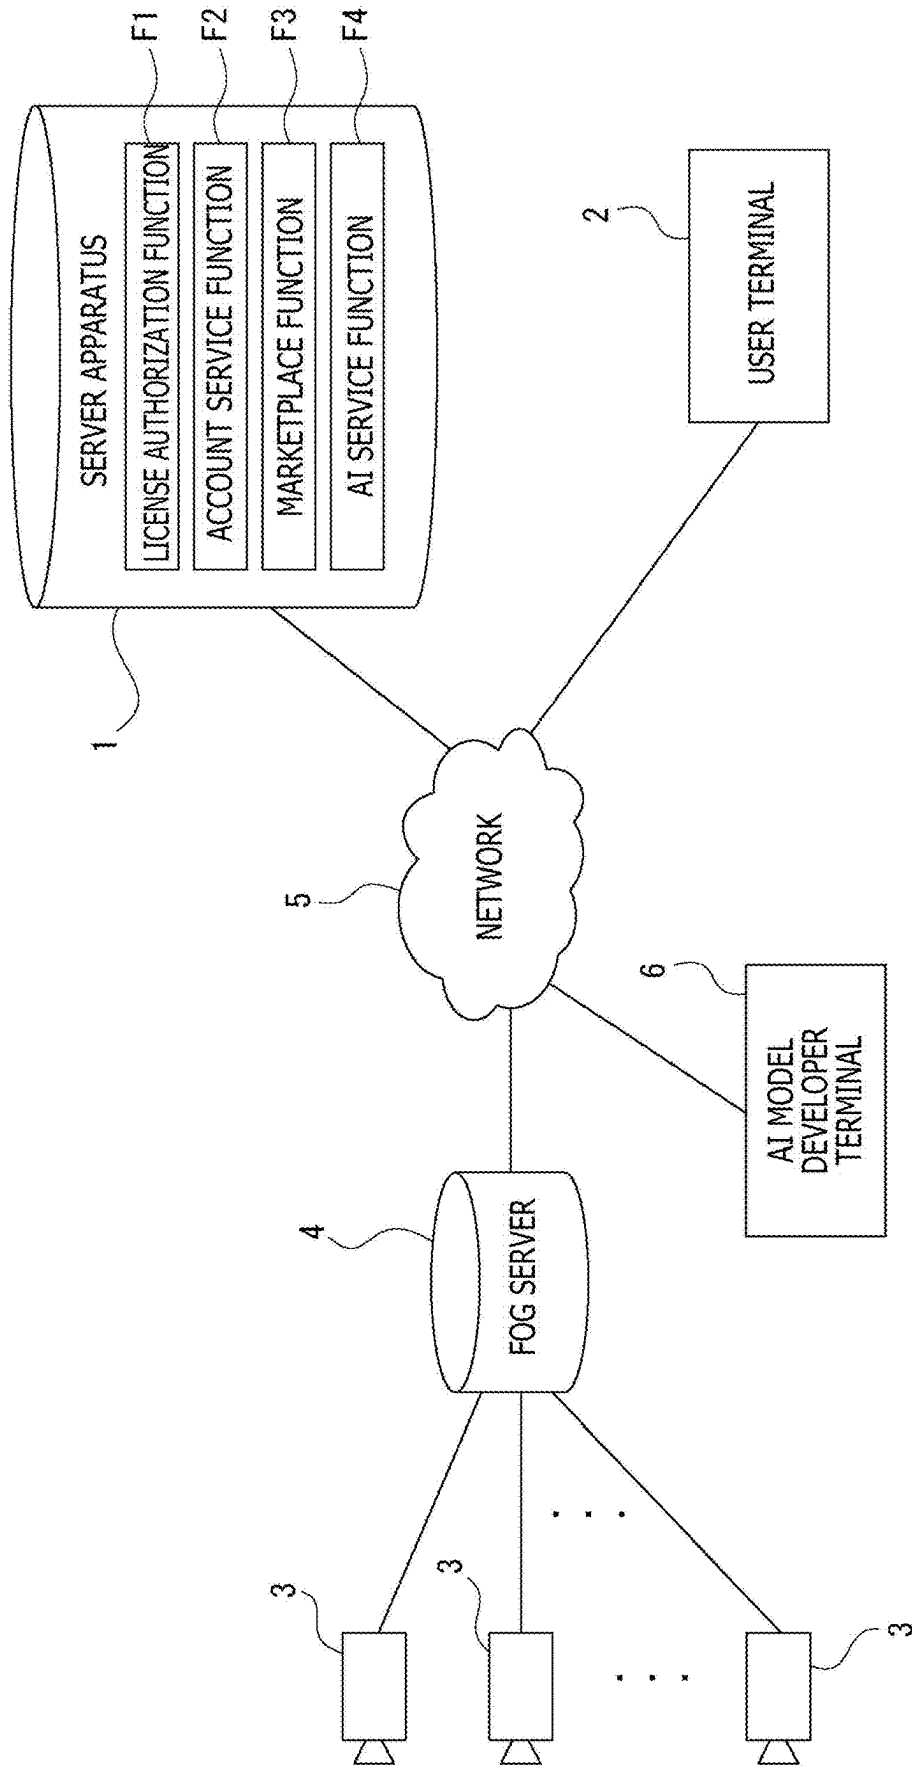 F1
F2
F3
F4
SERVER APPARATUS
LICENSE AUTHORIZATION FUNCTION
ACCOUNT SERVICE FUNCTION
MARKETPLACE FUNCTION
AI SERVICE FUNCTION
1
2
USER TERMINAL
5
NETWORK
6
AI MODEL
DEVELOPER
TERMINAL
4
FOG SERVER
3
3
3